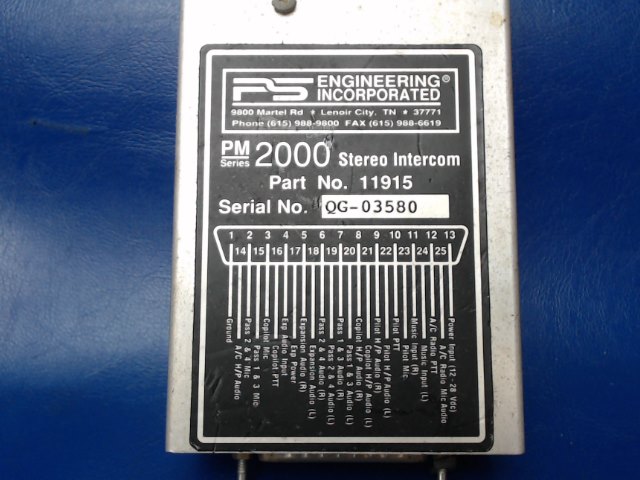 PS ENGINEERING®
INCORPORATED
9800 Martel Rd ★ Lenoir City, TN ★ 37771
Phone (615) 988-9800 FAX (615) 988-6619
PM Series 2000 Stereo Intercom
Part No. 11915
Serial No. QG-03580
1 2 3 4 5 6 7 8 9 10 11 12 13
14 15 16 17 18 19 20 21 22 23 24 25
Ground
A/C H/P Audio
Pass 2 & 4 Mic
Pass 1 & 3 Mic
Copilot Mic
Copilot PTT
Exp Audio Input
Exp Power
Expansion Audio (R)
Expansion Audio (L)
Pass 2 & 4 Audio (R)
Pass 2 & 4 Audio (L)
Pass 1 & 3 Audio (R)
Pass 1 & 3 Audio (L)
Copilot H/P Audio (R)
Copilot H/P Audio (L)
Pilot H/P Audio (R)
Pilot H/P Audio (L)
Pilot PTT
Pilot Mic
Music Input (R)
Music Input (L)
A/C Radio PTT
A/C Radio Mic Audio
Power Input (12-28 Vdc)